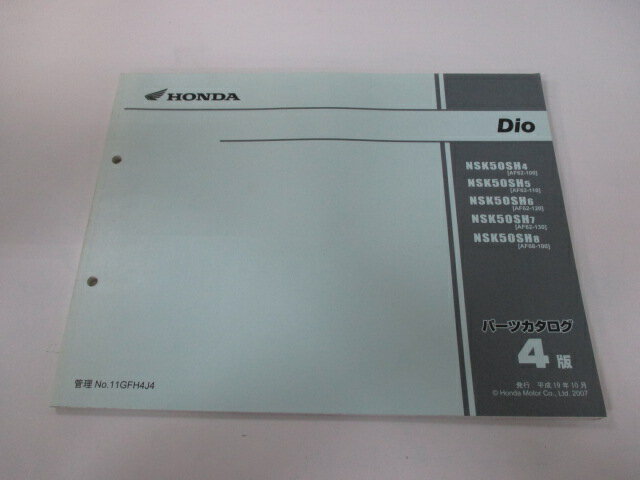 HONDA
Dio
NSK50SH4
[AF62-100]
NSK50SH5
[AF62-110]
NSK50SH6
[AF62-120]
NSK50SH7
[AF62-130]
NSK50SH8
[AF68-100]
パーツカタログ
4版
管理 No.11GFH4J4
発行 平成19年10月
© Honda Motor Co., Ltd. 2007